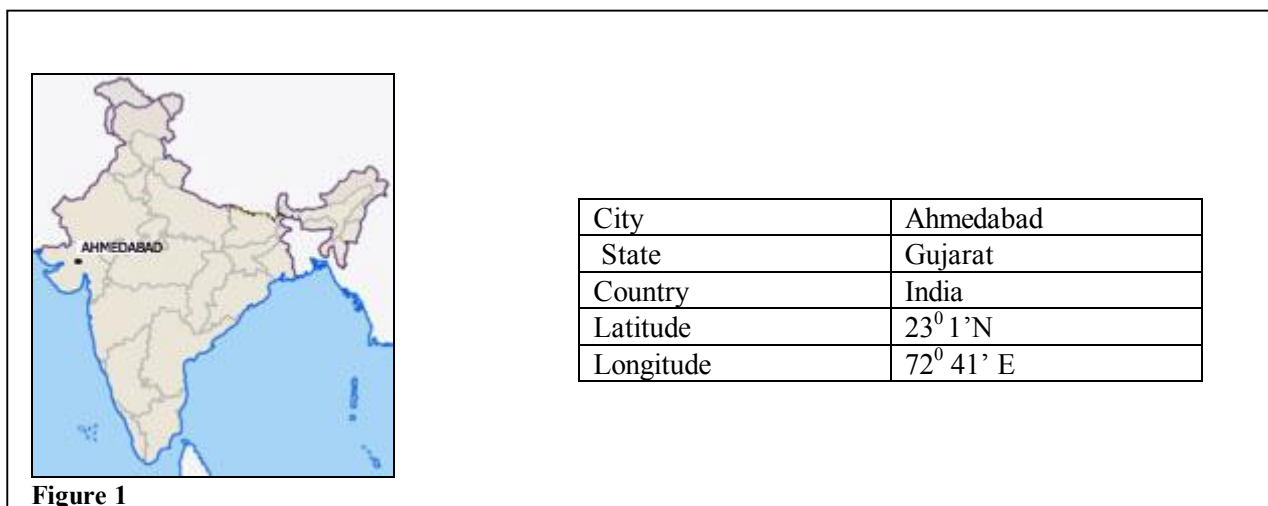 AHMEDABAD
City Ahmedabad
State Gujarat
Country India
Latitude 23⁰ 1’N
Longitude 72⁰ 41’ E
Figure 1